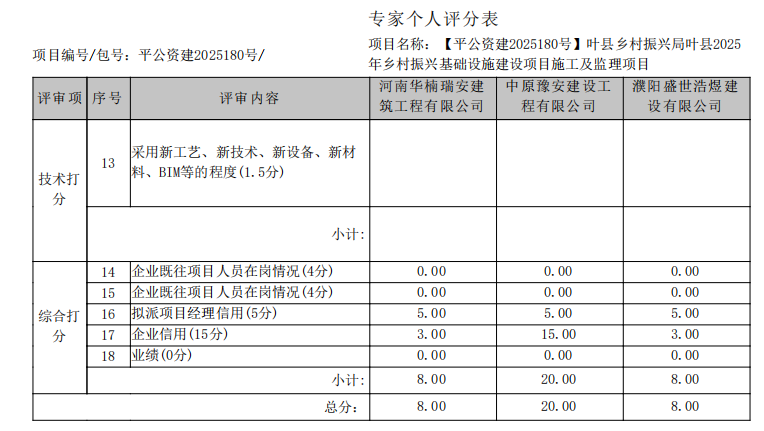 专家个人评分表
项目编号/包号: 平公资建2025180号/
项目名称: 【平公资建2025180号】叶县乡村振兴局叶县2025
年乡村振兴基础设施建设项目施工及监理项目
评审项 序号 评审内容 河南华楠瑞安建筑工程有限公司 中原豫安建设工程有限公司 濮阳盛世浩煜建设有限公司
技术打分
13 采用新工艺、新技术、新设备、新材
料、BIM等的程度(1.5分)
小计:
综合打分
14 企业既往项目人员在岗情况(4分) 0.00 0.00 0.00
15 企业既往项目人员在岗情况(4分) 0.00 0.00 0.00
16 拟派项目经理信用(5分) 5.00 5.00 5.00
17 企业信用(15分) 3.00 15.00 3.00
18 业绩(0分) 0.00 0.00 0.00
小计: 8.00 20.00 8.00
总分: 8.00 20.00 8.00